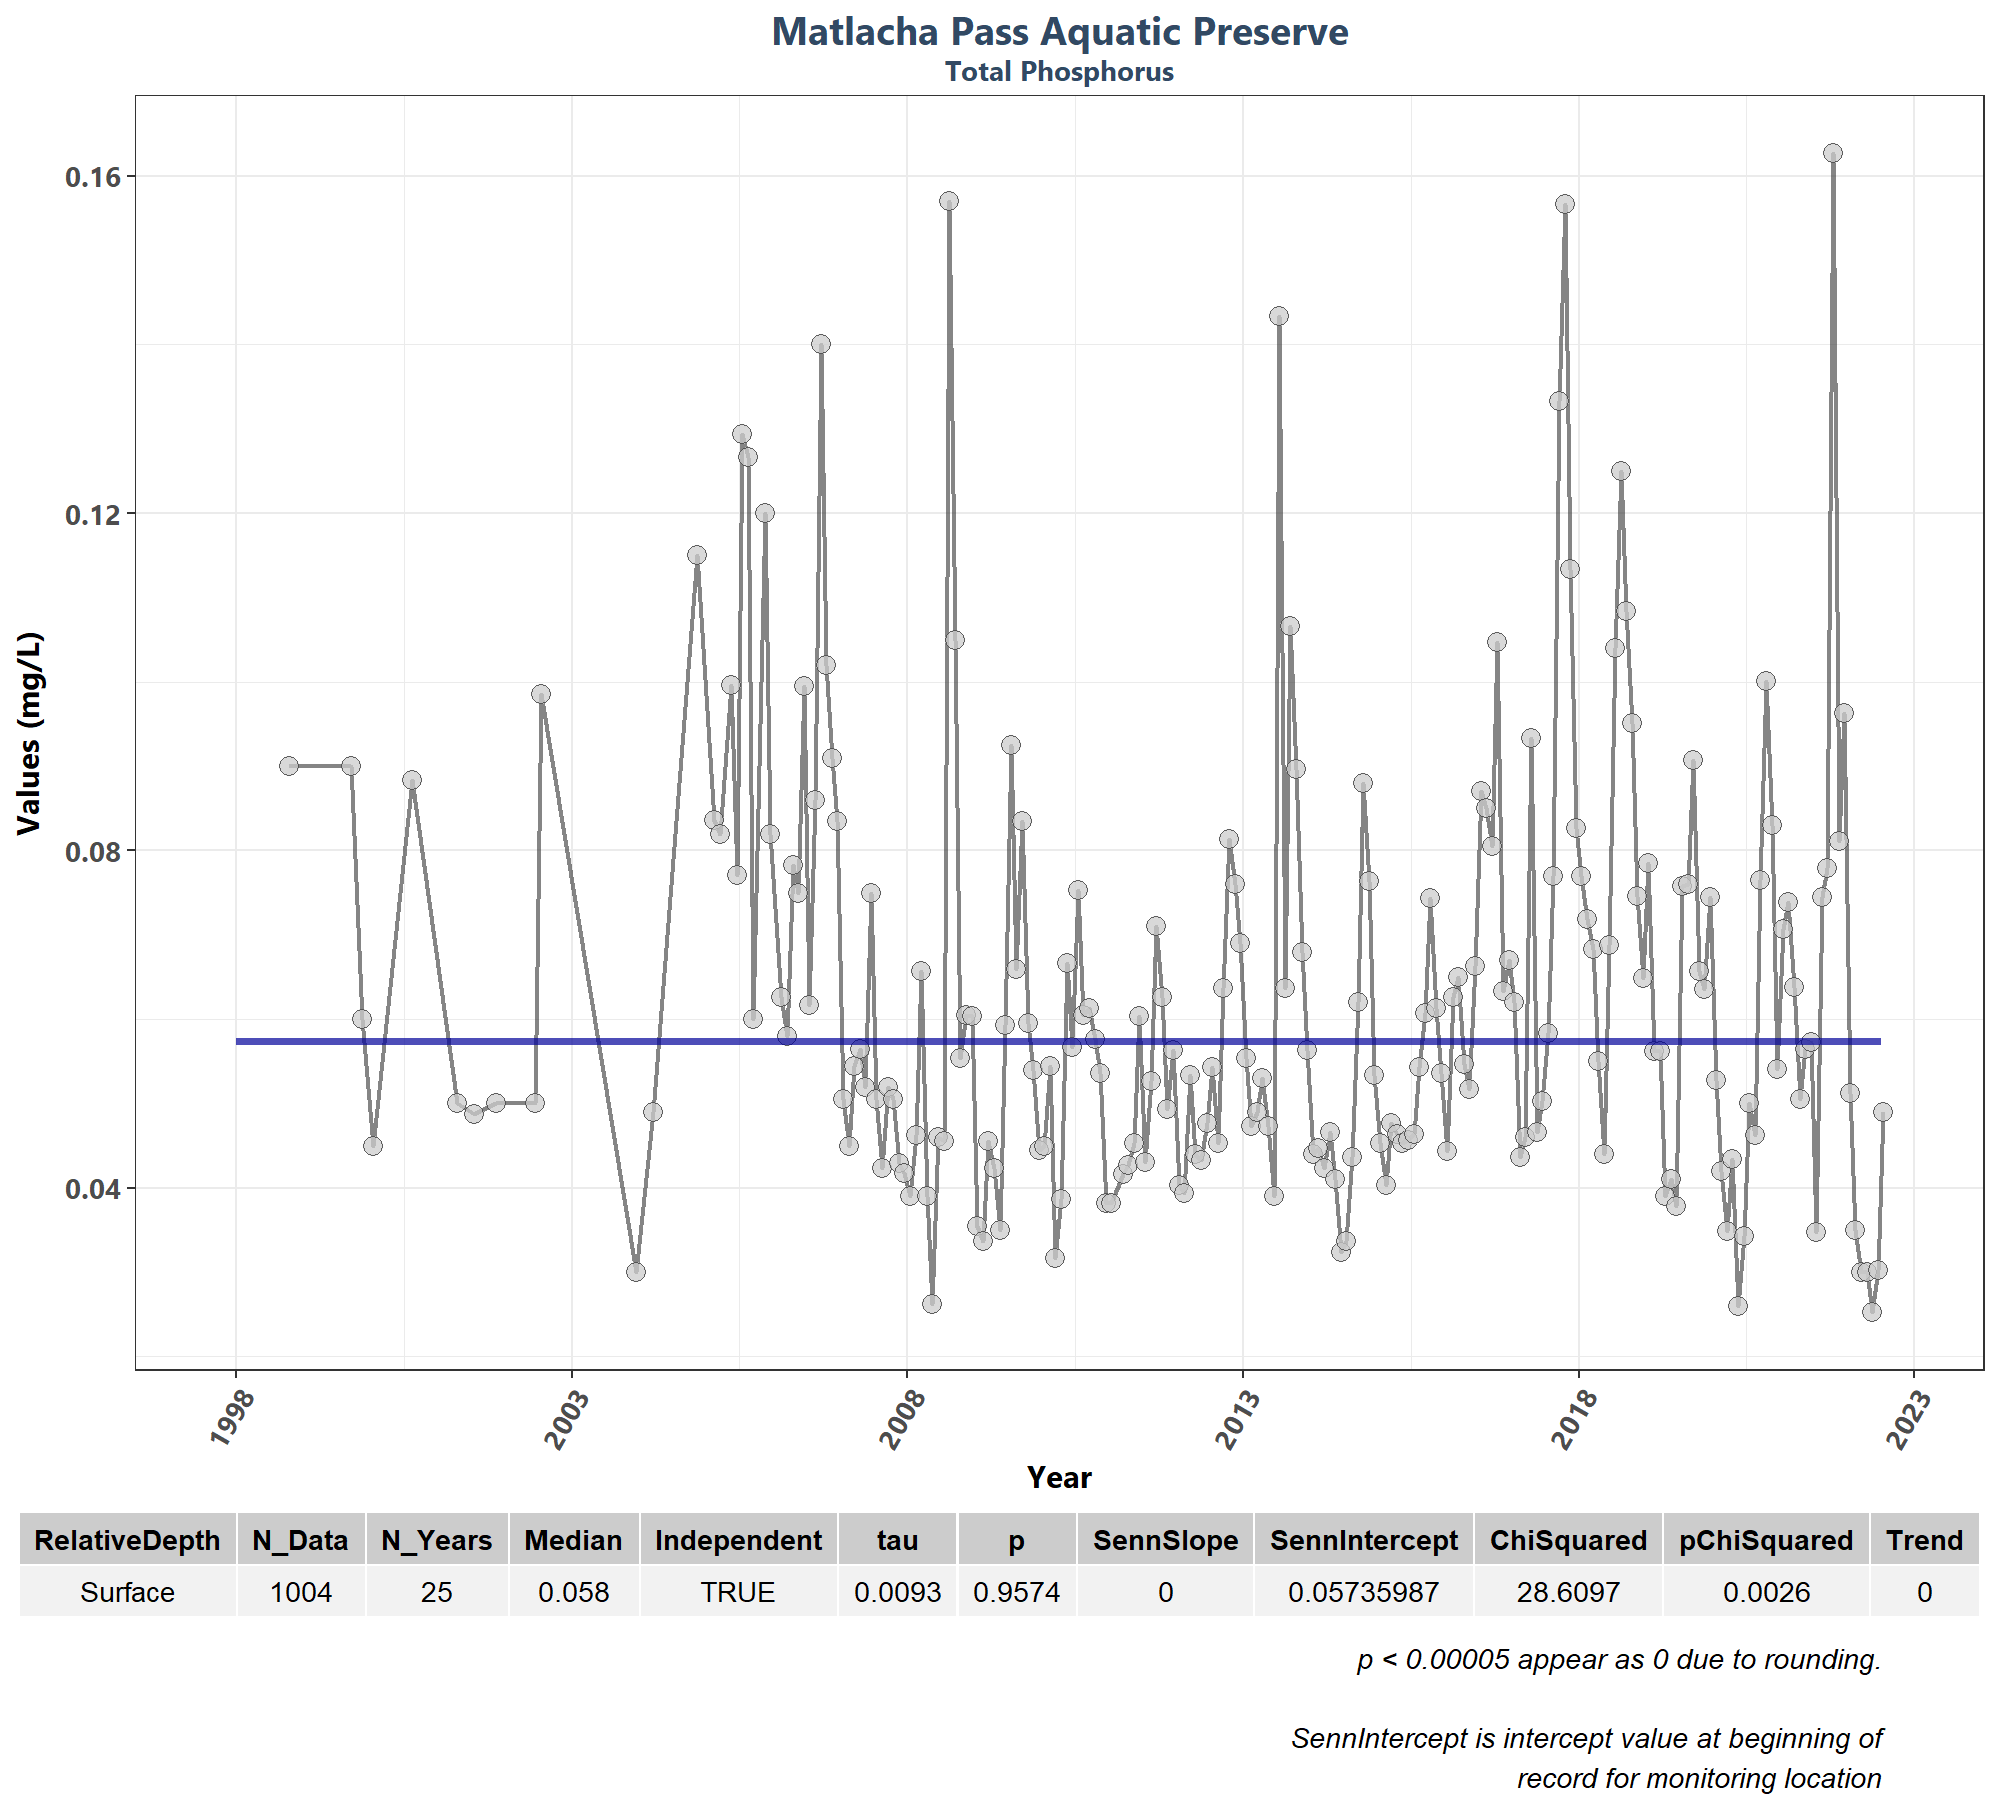 Matlacha Pass Aquatic Preserve
Total Phosphorus
Values (mg/L)
0.16
0.12
0.08
0.04
1998 2003 2008 2013 2018 2023
Year
RelativeDepth N_Data N_Years Median Independent tau p SennSlope SennIntercept ChiSquared pChiSquared Trend
Surface 1004 25 0.058 TRUE 0.0093 0.9574 0 0.05735987 28.6097 0.0026 0
p < 0.00005 appear as 0 due to rounding.
SennIntercept is intercept value at beginning of
record for monitoring location